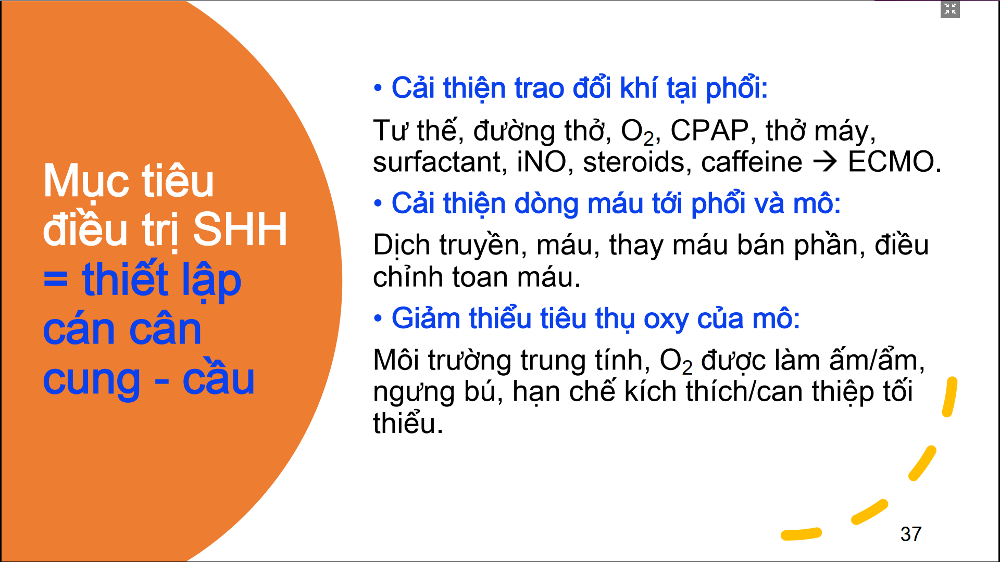 Mục tiêu
điều trị SHH
= thiết lập
cán cân
cung - cầu
• Cải thiện trao đổi khí tại phổi:
Tư thế, đường thở, O₂, CPAP, thở máy,
surfactant, iNO, steroids, caffeine → ECMO.
• Cải thiện dòng máu tới phổi và mô:
Dịch truyền, máu, thay máu bán phần, điều
chỉnh toan máu.
• Giảm thiểu tiêu thụ oxy của mô:
Môi trường trung tính, O₂ được làm ấm/ẩm,
ngưng bú, hạn chế kích thích/can thiệp tối
thiểu.
37